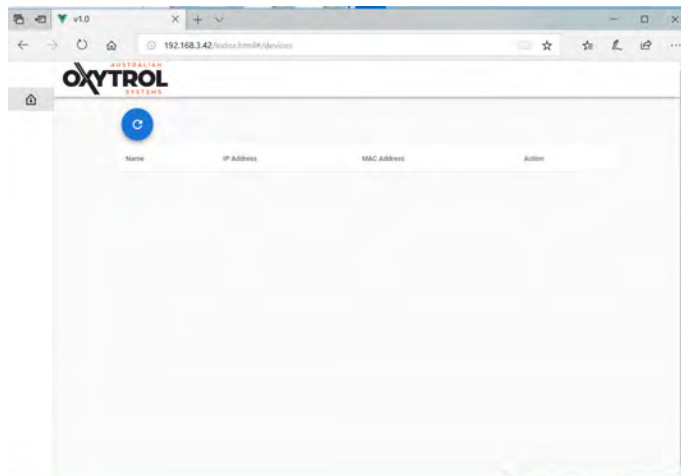 v1.0
192.168.3.42/index.html#/devices
AUSTRALIAN
OXYTROL
SYSTEMS
Name IP Address MAC Address Action